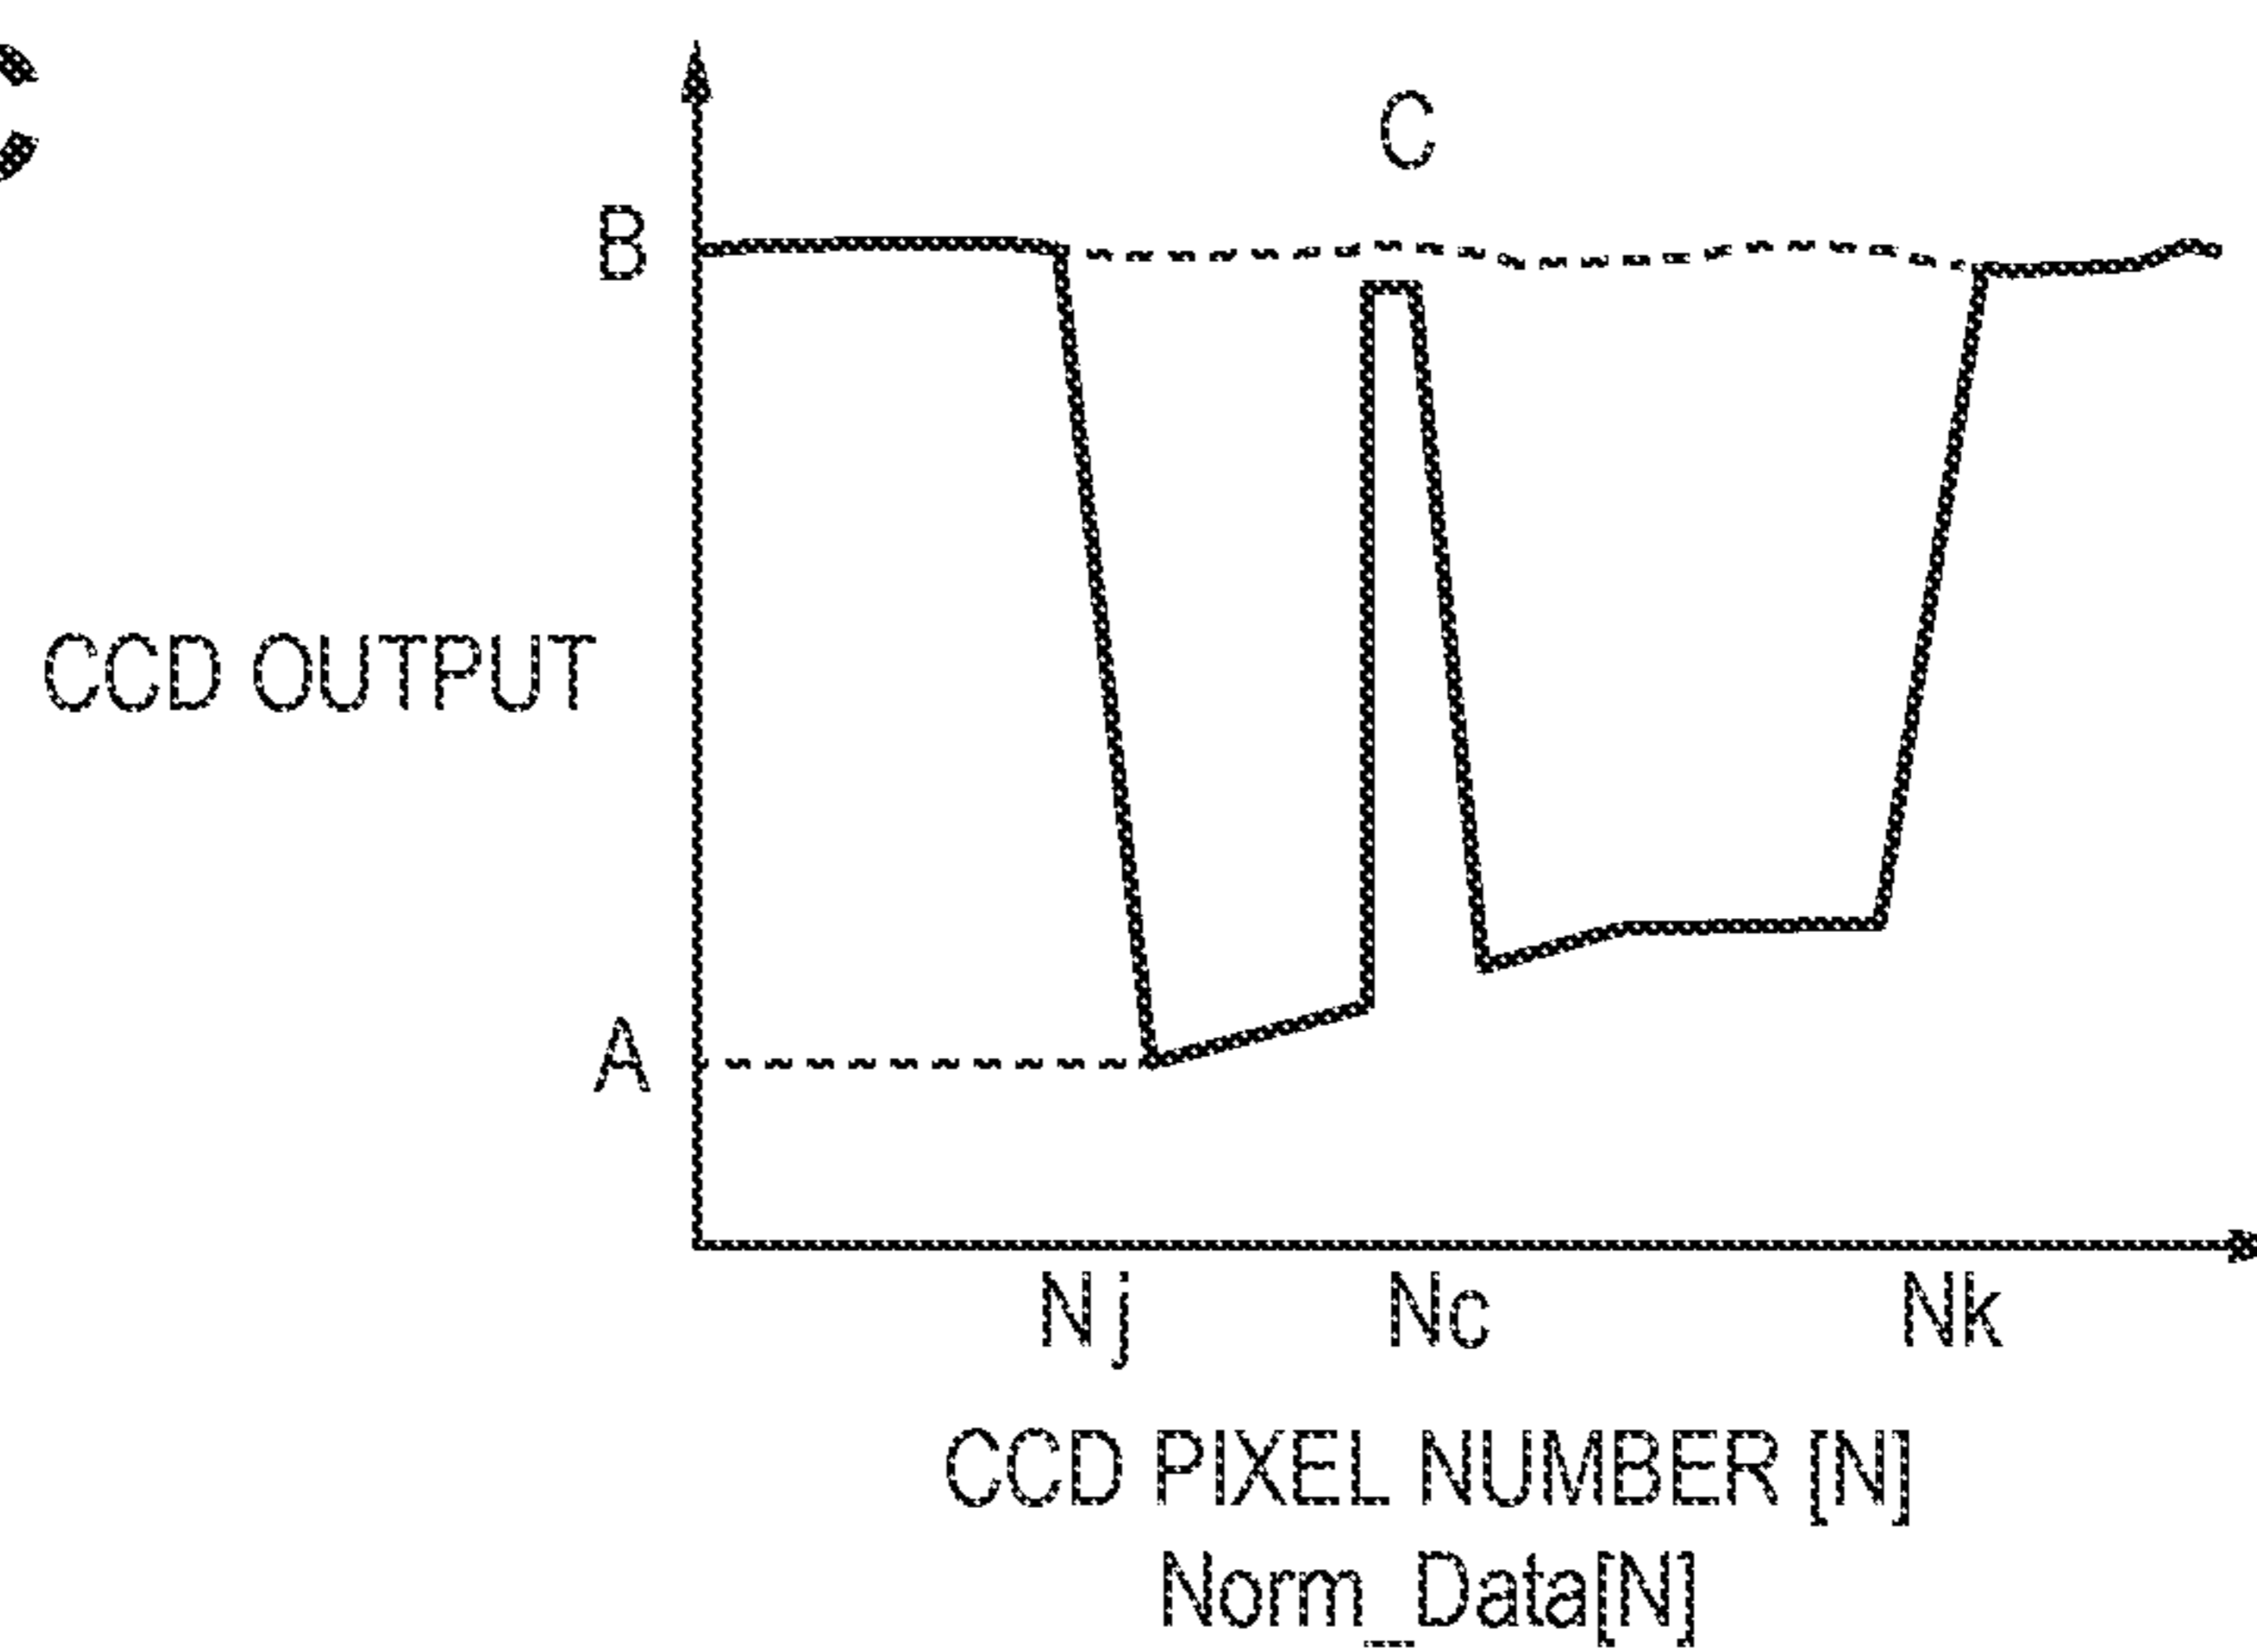 C
B
CCD OUTPUT
A
Nj Nc Nk
CCD PIXEL NUMBER [N]
Norm_Data[N]